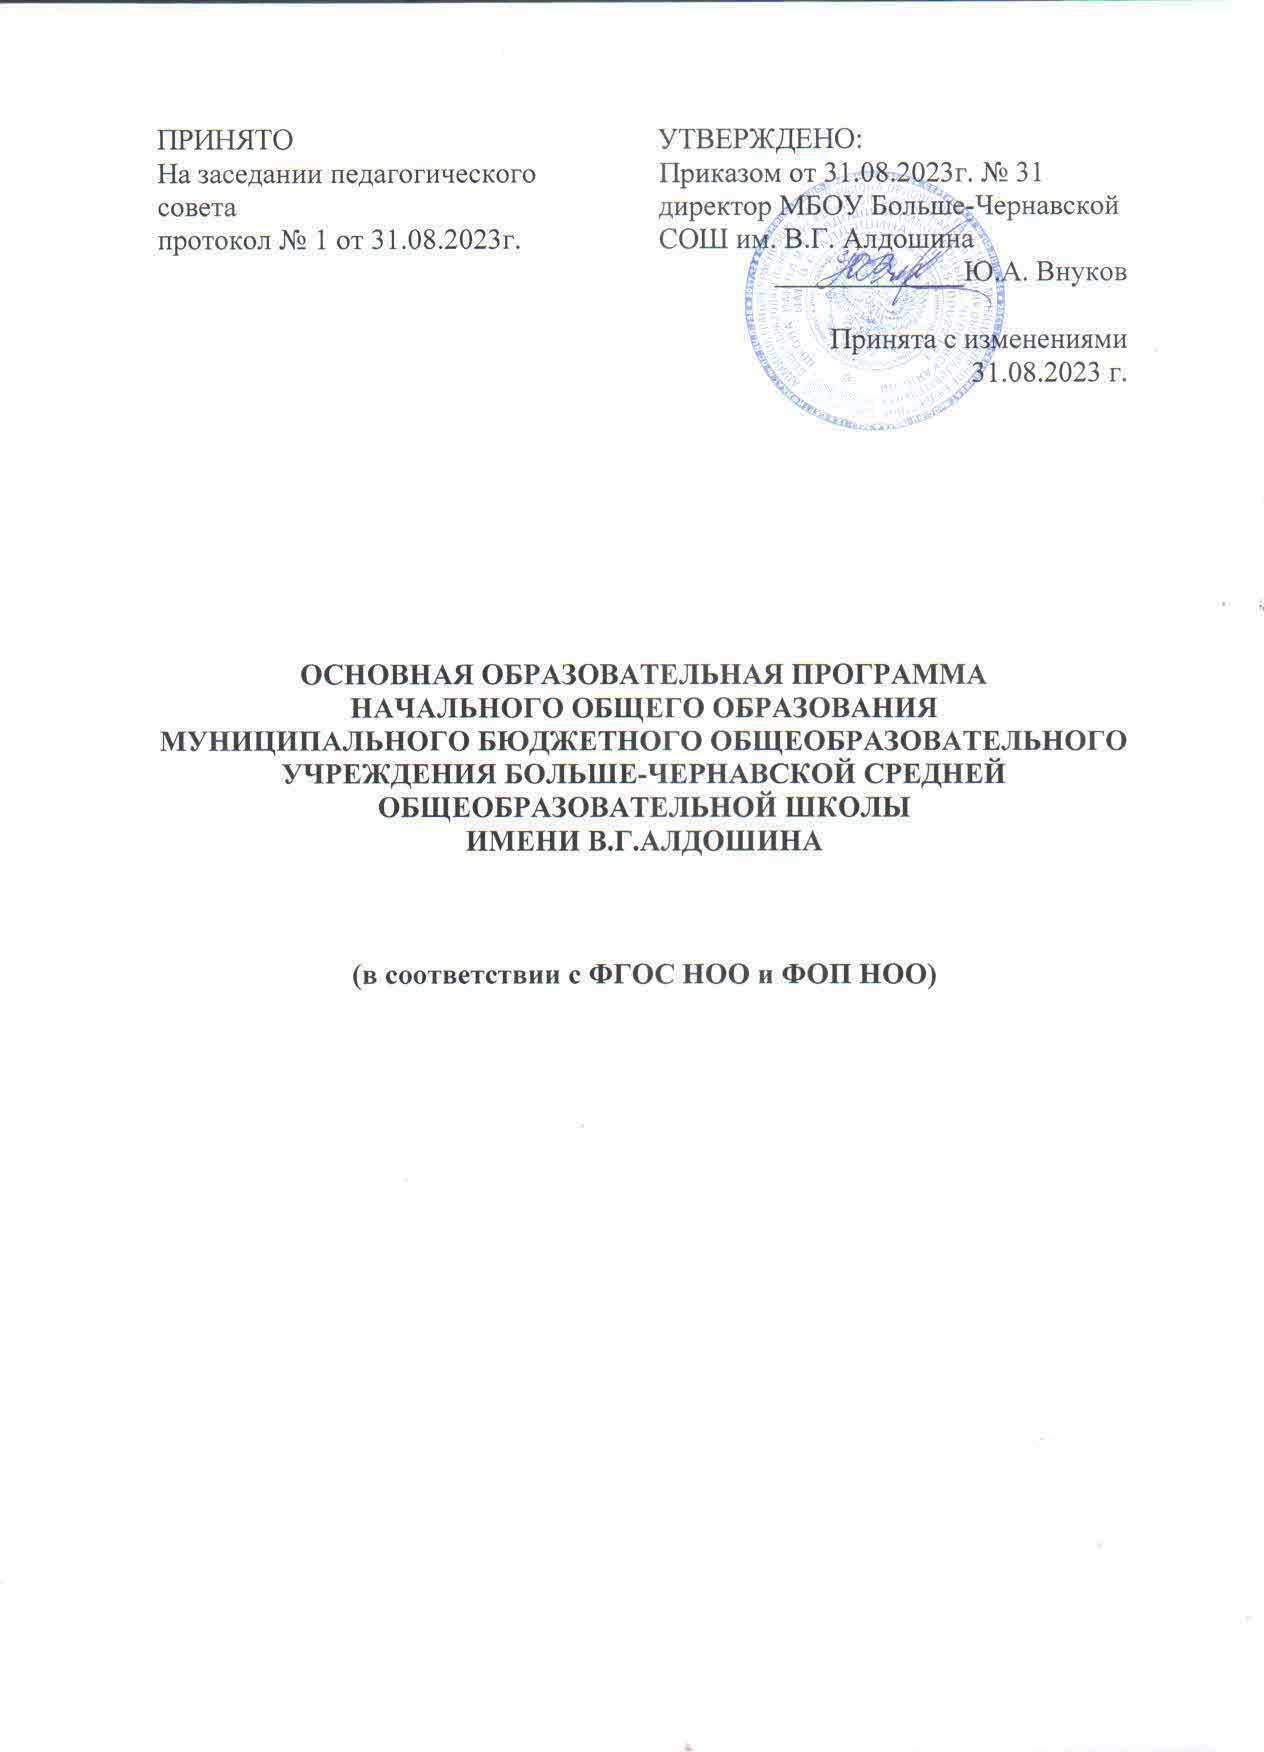 ПРИНЯТО
На заседании педагогического
совета
протокол № 1 от 31.08.2023г.
УТВЕРЖДЕНО:
Приказом от 31.08.2023г. № 31
директор МБОУ Больше-Чернавской
СОШ им. В.Г. Алдошина
Ю.А. Внуков
Принята с изменениями
31.08.2023 г.
ОСНОВНАЯ ОБРАЗОВАТЕЛЬНАЯ ПРОГРАММА
НАЧАЛЬНОГО ОБЩЕГО ОБРАЗОВАНИЯ
МУНИЦИПАЛЬНОГО БЮДЖЕТНОГО ОБЩЕОБРАЗОВАТЕЛЬНОГО
УЧРЕЖДЕНИЯ БОЛЬШЕ-ЧЕРНАВСКОЙ СРЕДНЕЙ
ОБЩЕОБРАЗОВАТЕЛЬНОЙ ШКОЛЫ
ИМЕНИ В.Г.АЛДОШИНА
(в соответствии с ФГОС НОО и ФОП НОО)